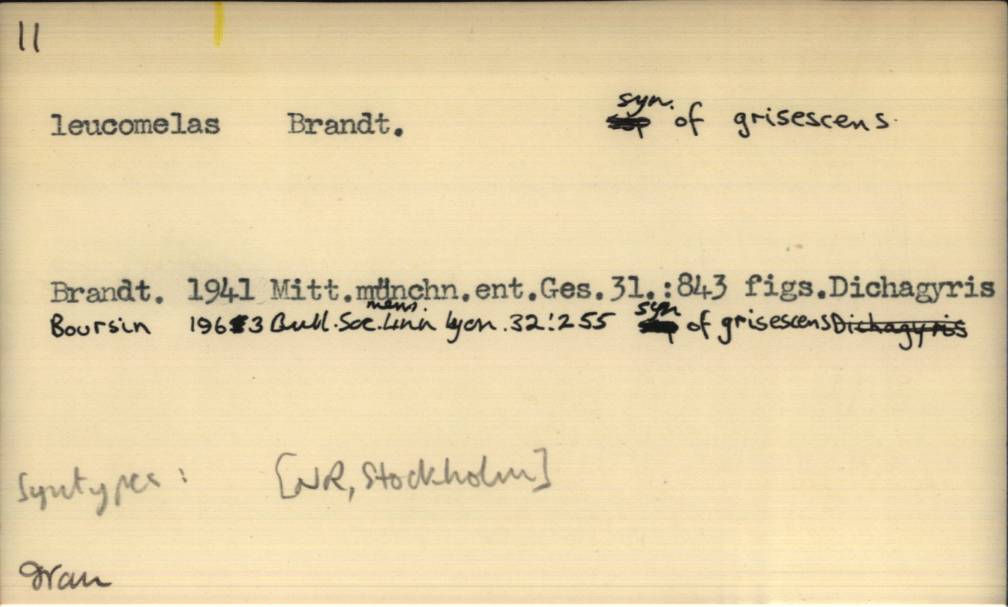 11
leucomelas Brandt. syn. of grisescens.
Brandt. 1941 Mitt.münchn.ent.Ges.31.:843 figs.Dichagyris
Boursin 1963 Bull. mens. Soc. Linn Lyon. 32:255 syn of grisescens Dichagyris
Syntypes: [NR, Stockholm]
Iran